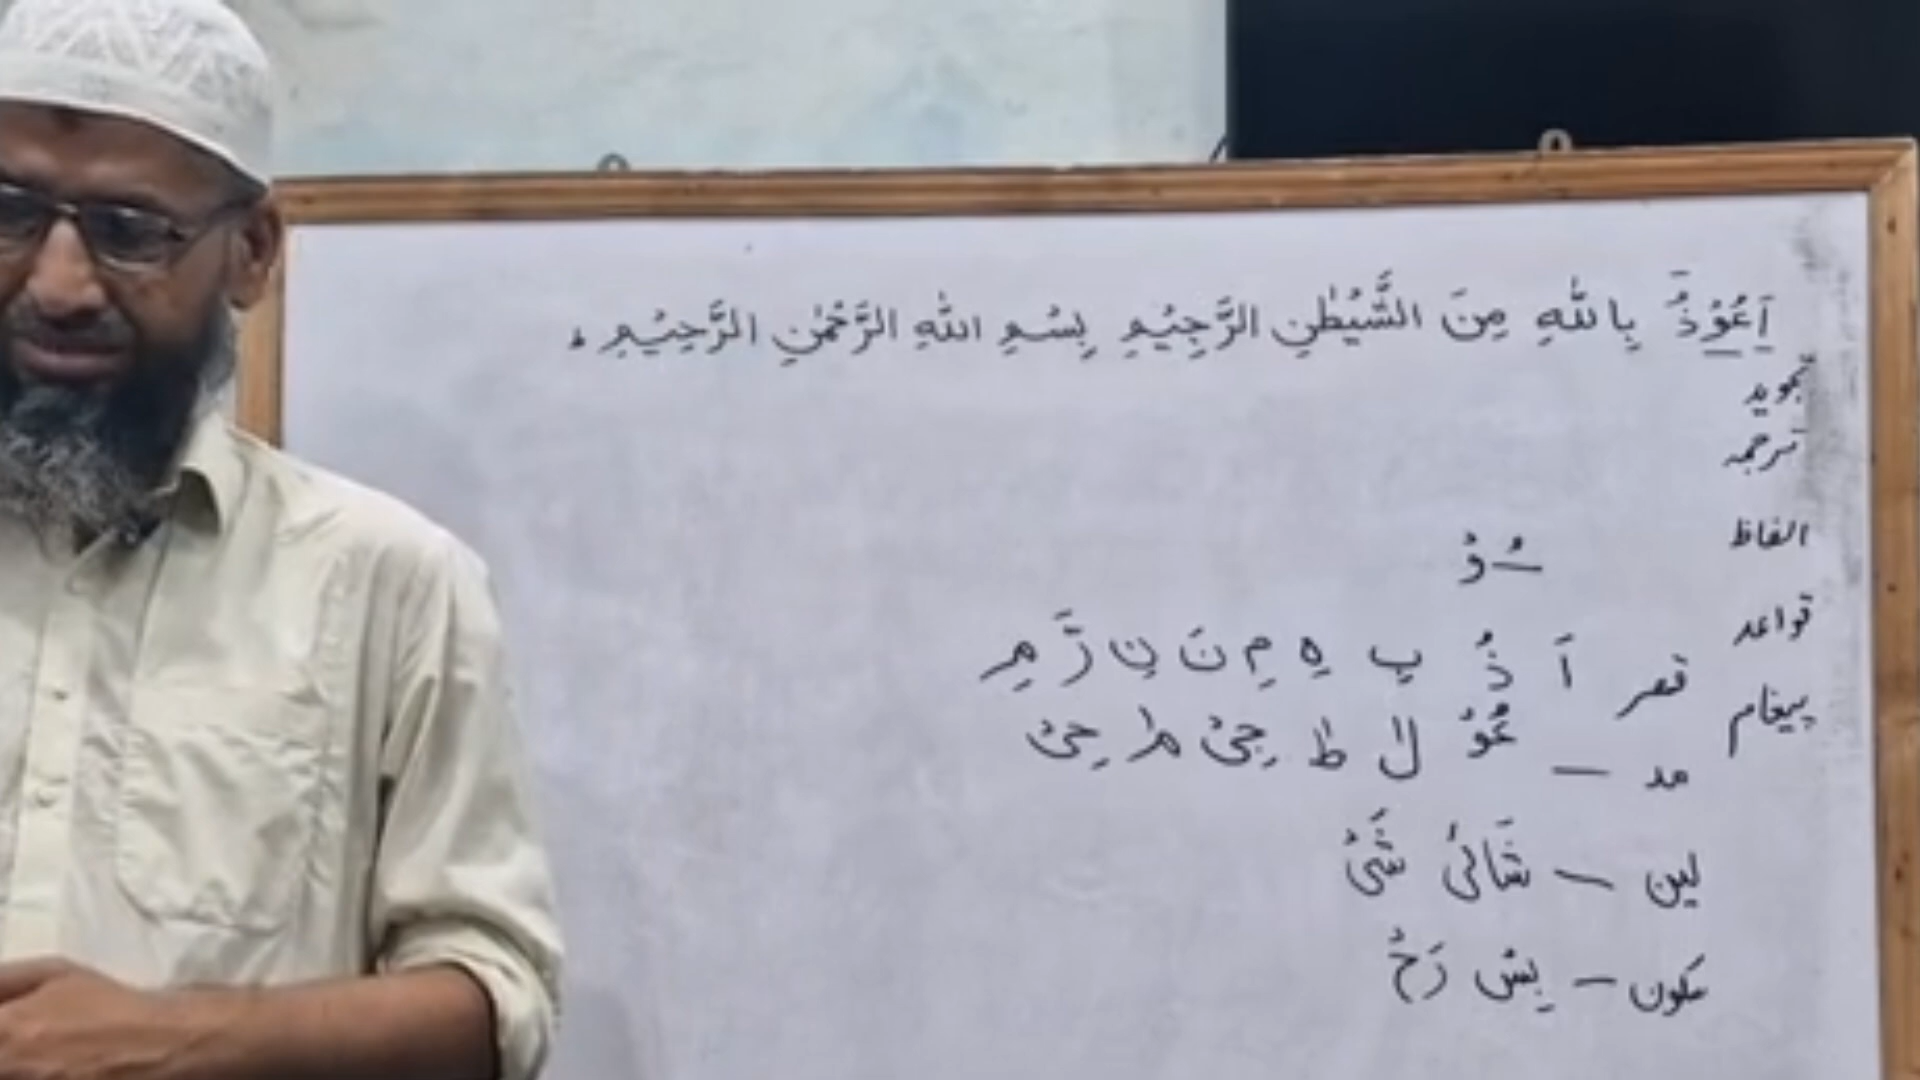 اَعُوْذُ بِاللّٰهِ مِنَ الشَّيْطٰنِ الرَّجِيْمِ بِسْمِ اللّٰهِ الرَّحْمٰنِ الرَّحِيْمِ
تجوید
ترجمہ
الفاظ
ـُوْ
قواعد
قصر اَ ذُ بِ هِ مِ نَ نِ رَّ مِ
پیغام
مد — عُوْ لٰ طٰ جِیْ مٰ حِیْ
لین — شَیْ
سکون — بِسْ رَحْ